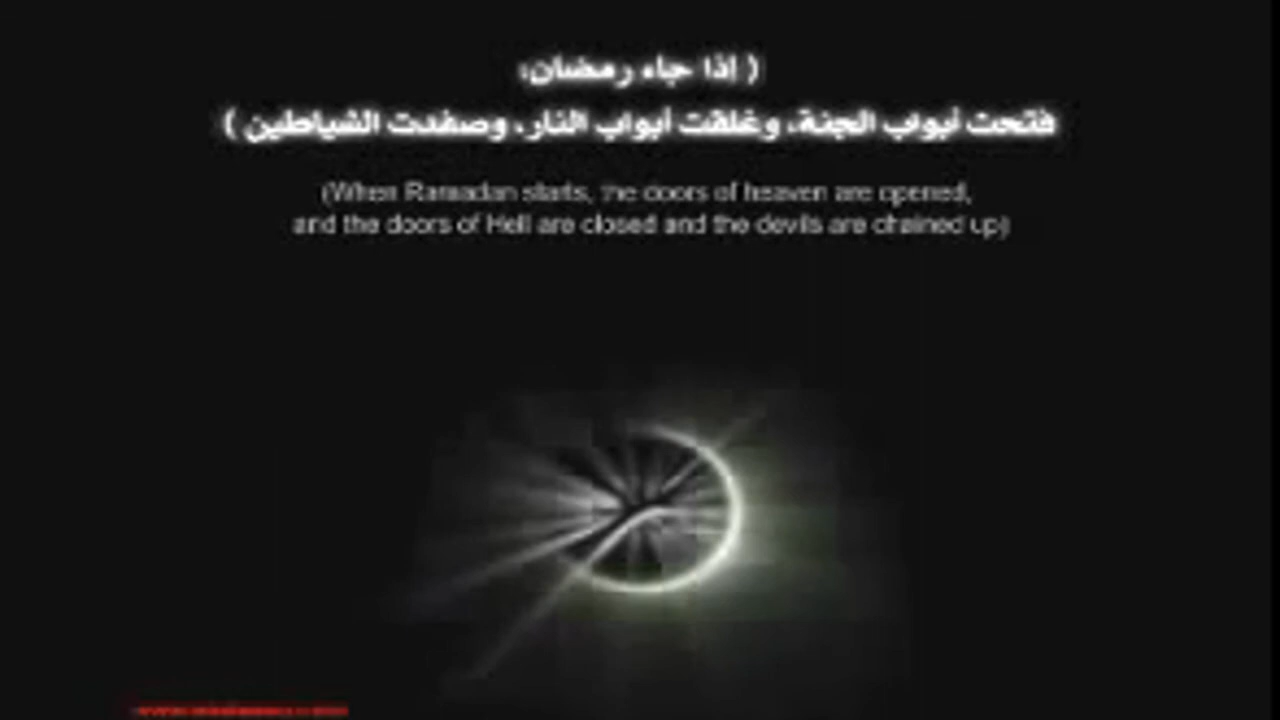 ( إذا جاء رمضان،
فتحت أبواب الجنة، وغلقت أبواب النار، وصفدت الشياطين )
(When Ramadan starts, the doors of heaven are opened,
and the doors of Hell are closed and the devils are chained up)